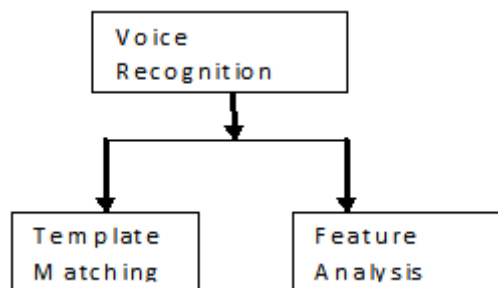 Voice
Recognition
Template
Matching
Feature
Analysis